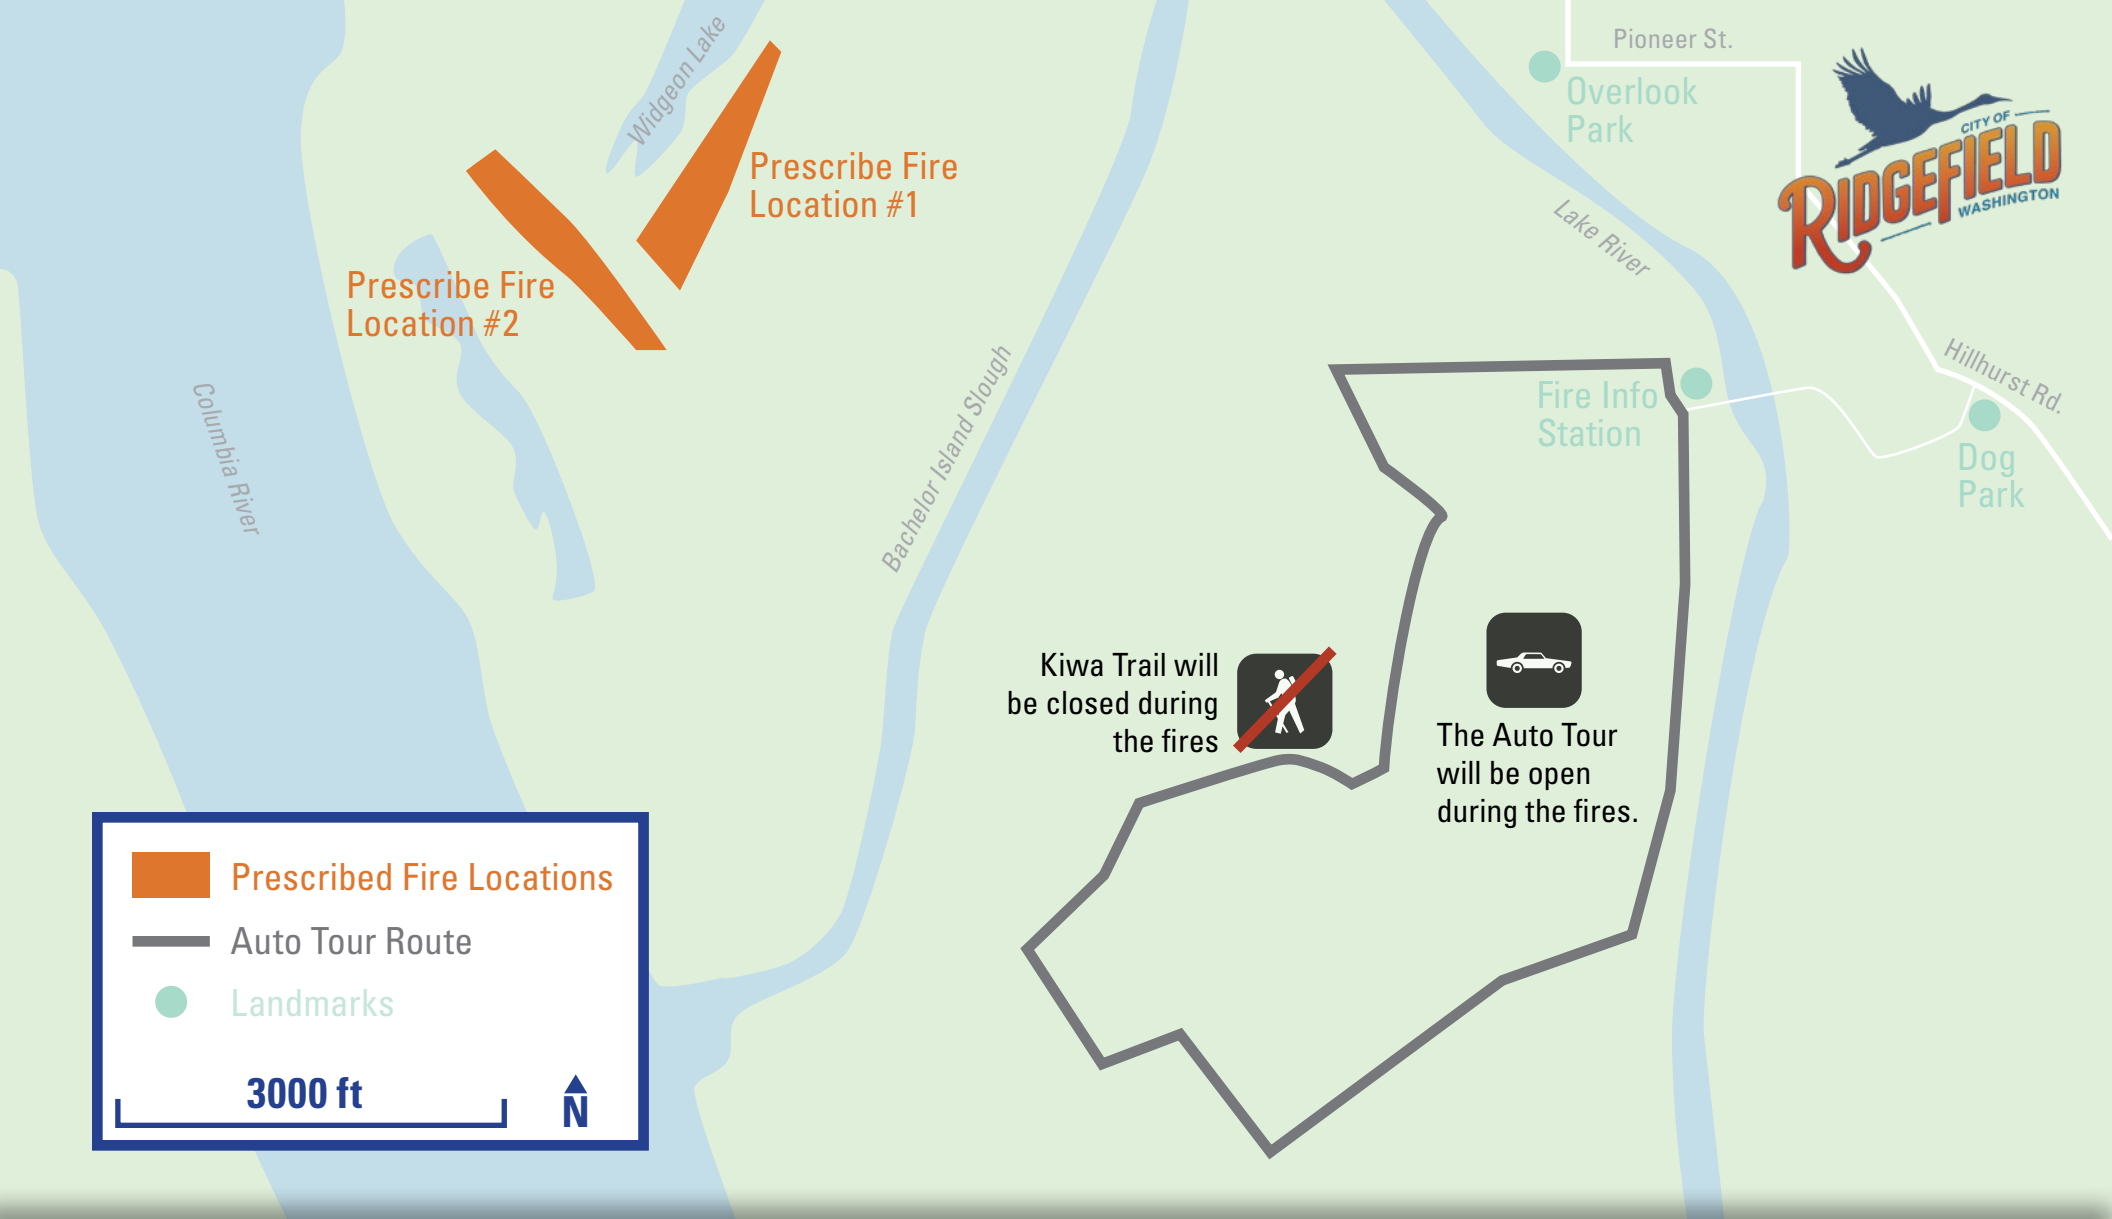 Widgeon Lake
Pioneer St.
Overlook
Park
CITY OF
RIDGEFIELD
WASHINGTON
Prescribe Fire
Location #1
Lake River
Prescribe Fire
Location #2
Columbia River
Bachelor Island Slough
Hillhurst Rd.
Fire Info
Station
Dog
Park
Kiwa Trail will
be closed during
the fires
The Auto Tour
will be open
during the fires.
Prescribed Fire Locations
Auto Tour Route
Landmarks
3000 ft
N